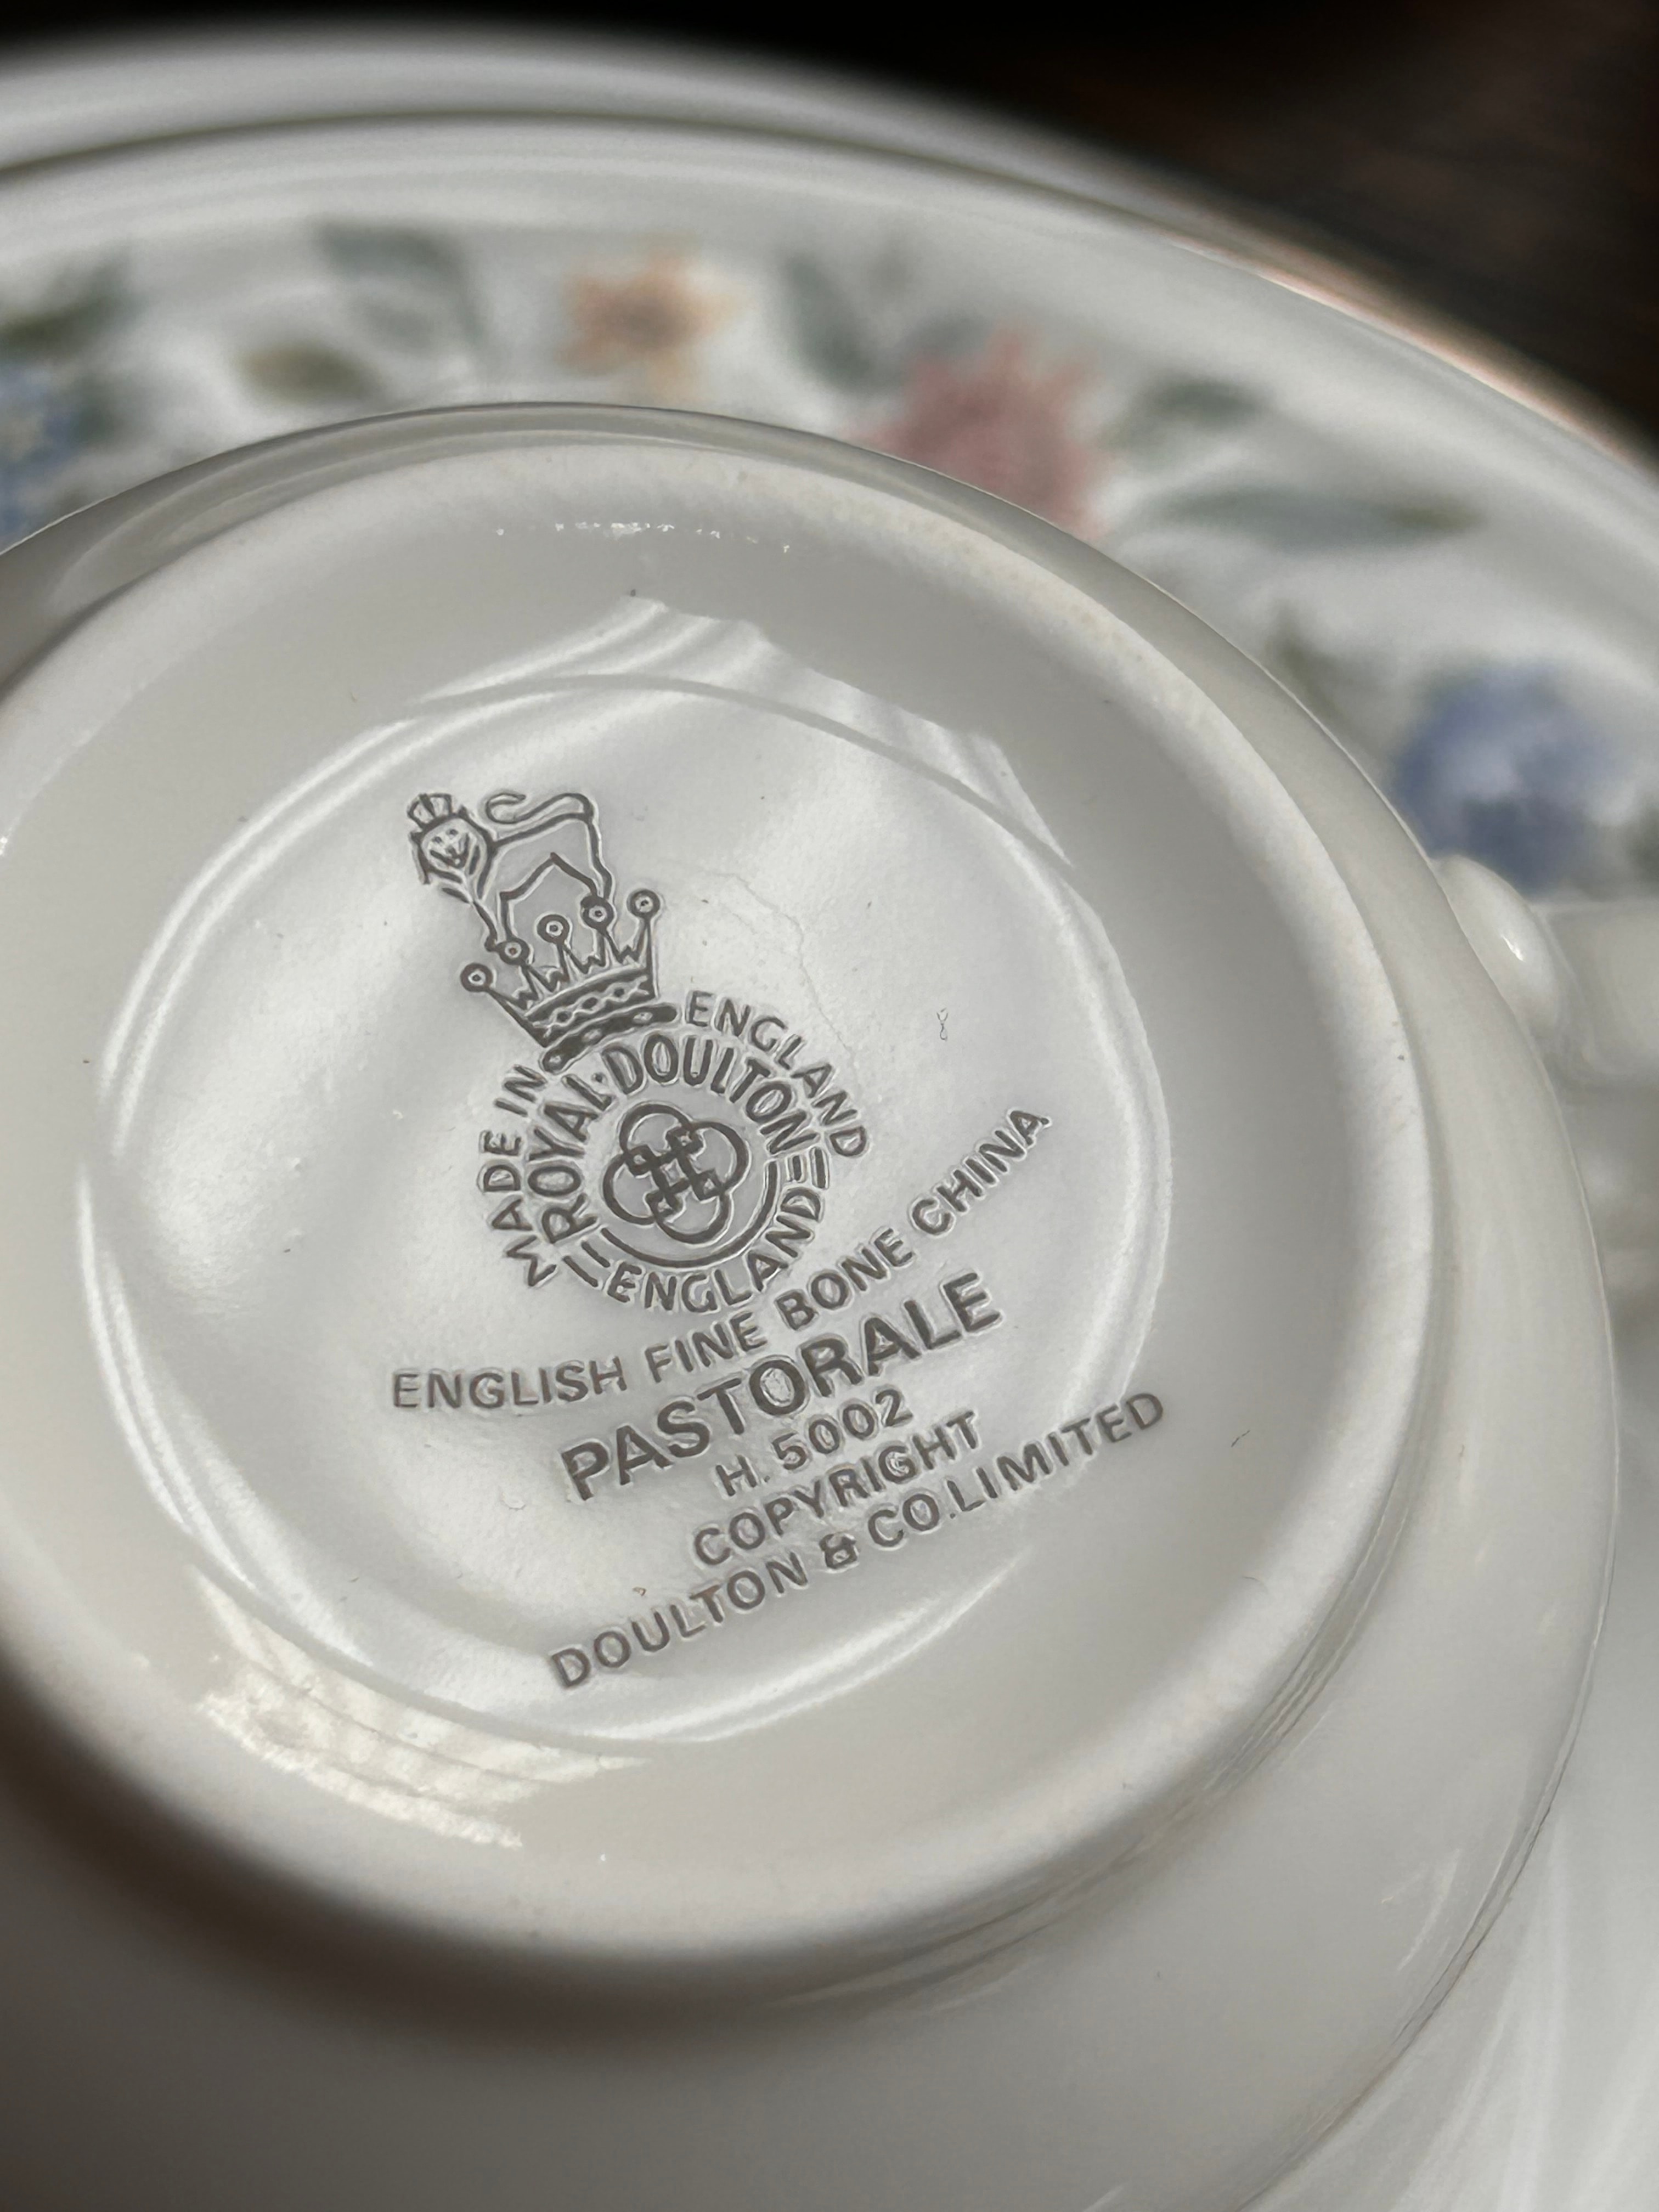 MADE IN ENGLAND
ROYAL·DOULTON
ENGLAND
ENGLISH FINE BONE CHINA
PASTORALE
H. 5002
COPYRIGHT
DOULTON & CO.LIMITED